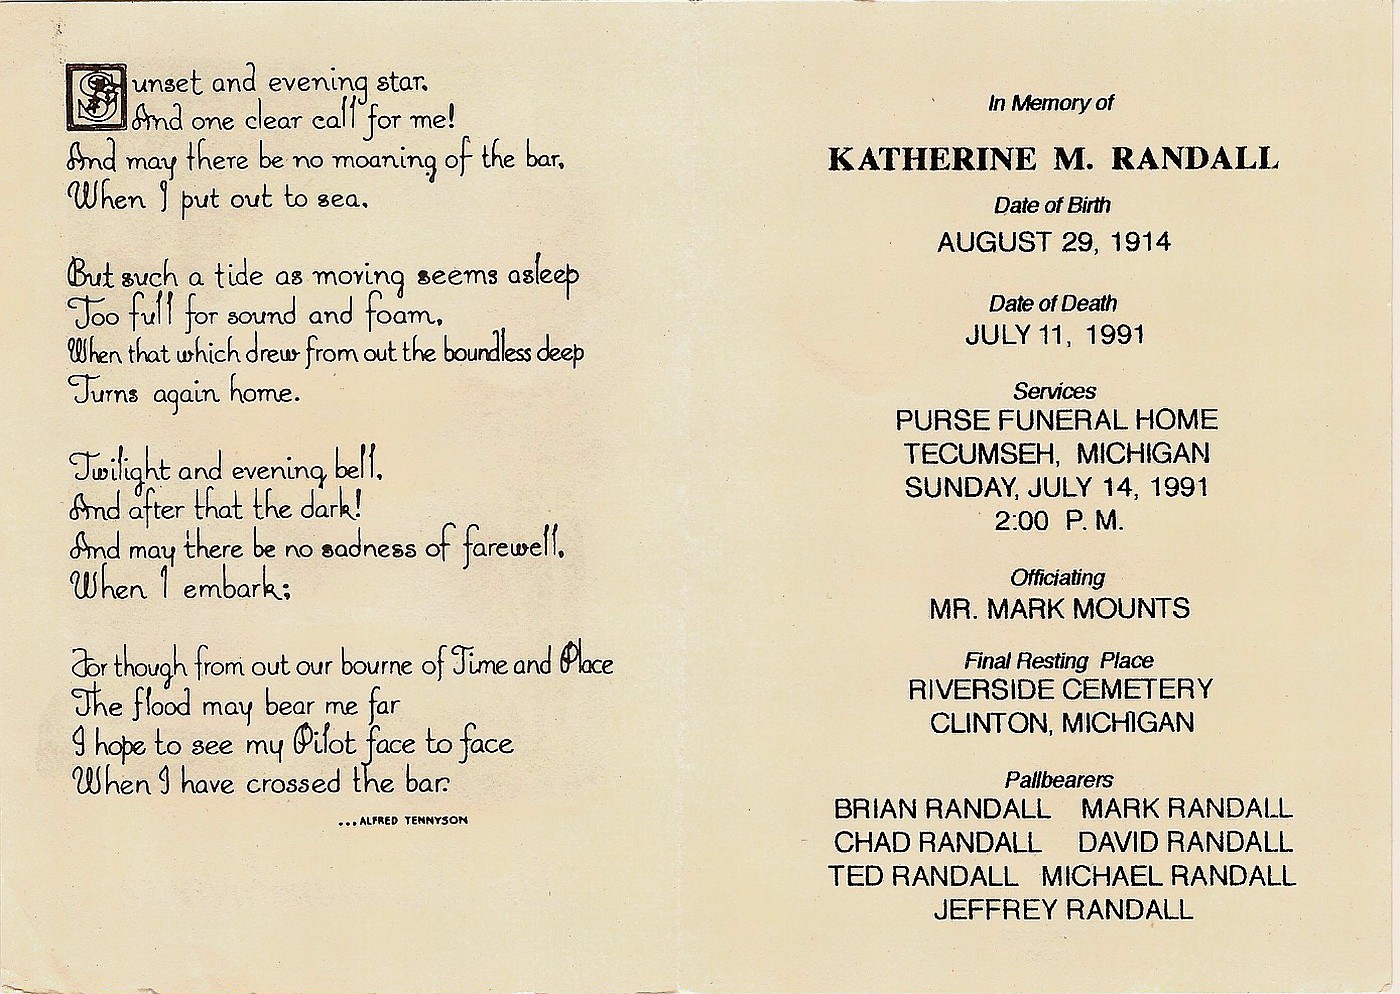 Sunset and evening star.
And one clear call for me!
And may there be no moaning of the bar,
When I put out to sea.
But such a tide as moving seems asleep
Too full for sound and foam,
When that which drew from out the boundless deep
Turns again home.
Twilight and evening bell,
And after that the dark!
And may there be no sadness of farewell,
When I embark;
For though from out our bourne of Time and Place
The flood may bear me far
I hope to see my Pilot face to face
When I have crossed the bar.
...ALFRED TENNYSON
In Memory of
KATHERINE M. RANDALL
Date of Birth
AUGUST 29, 1914
Date of Death
JULY 11, 1991
Services
PURSE FUNERAL HOME
TECUMSEH, MICHIGAN
SUNDAY, JULY 14, 1991
2:00 P. M.
Officiating
MR. MARK MOUNTS
Final Resting Place
RIVERSIDE CEMETERY
CLINTON, MICHIGAN
Pallbearers
BRIAN RANDALL MARK RANDALL
CHAD RANDALL DAVID RANDALL
TED RANDALL MICHAEL RANDALL
JEFFREY RANDALL